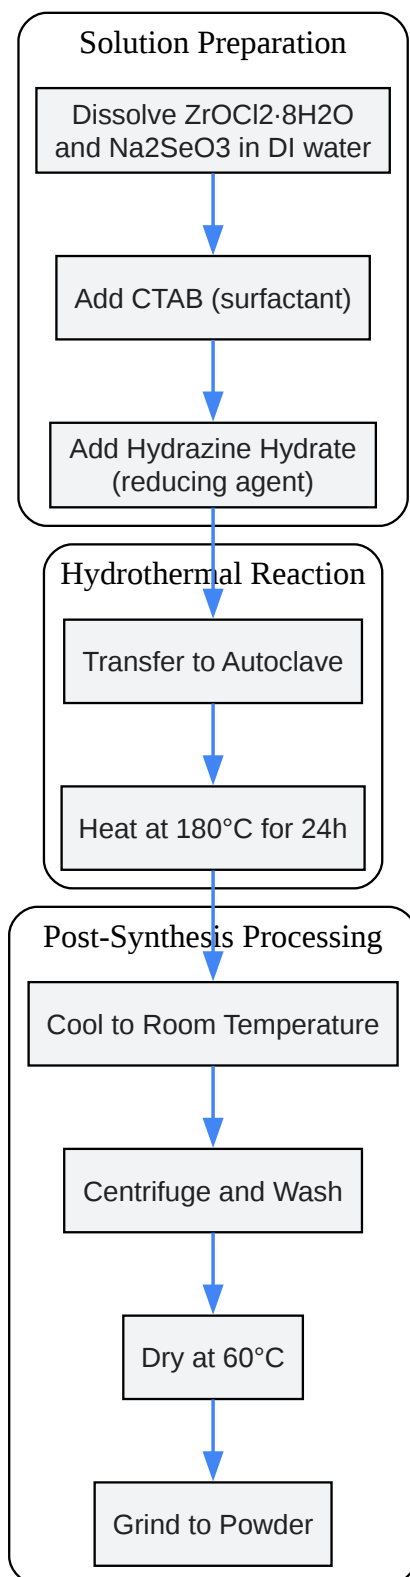 Solution Preparation
Dissolve ZrOCl2·8H2O
and Na2SeO3 in DI water
Add CTAB (surfactant)
Add Hydrazine Hydrate
(reducing agent)
Hydrothermal Reaction
Transfer to Autoclave
Heat at 180°C for 24h
Post-Synthesis Processing
Cool to Room Temperature
Centrifuge and Wash
Dry at 60°C
Grind to Powder